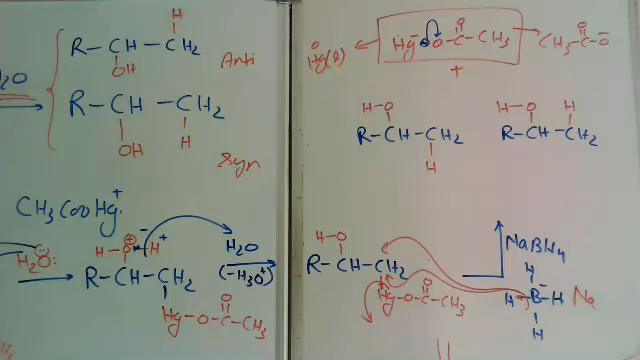 H
R-CH-CH2
OH
Anti
H2O
R-CH-CH2
OH H
Syn
CH3COOHg+
H2O:
H-O⊕-H+
R-CH-CH2
Hg-O-C-CH3
O
H2O
(-H3O+)
Hg(l)
Hg-O-C-CH3
O
CH3-C-O-
O
+
H-O
R-CH-CH2
H
H-O H
R-CH-CH2
H-O
R-CH-CH2
Hg-O-C-CH3
O
NaBH4
H
H-B-H Na
H